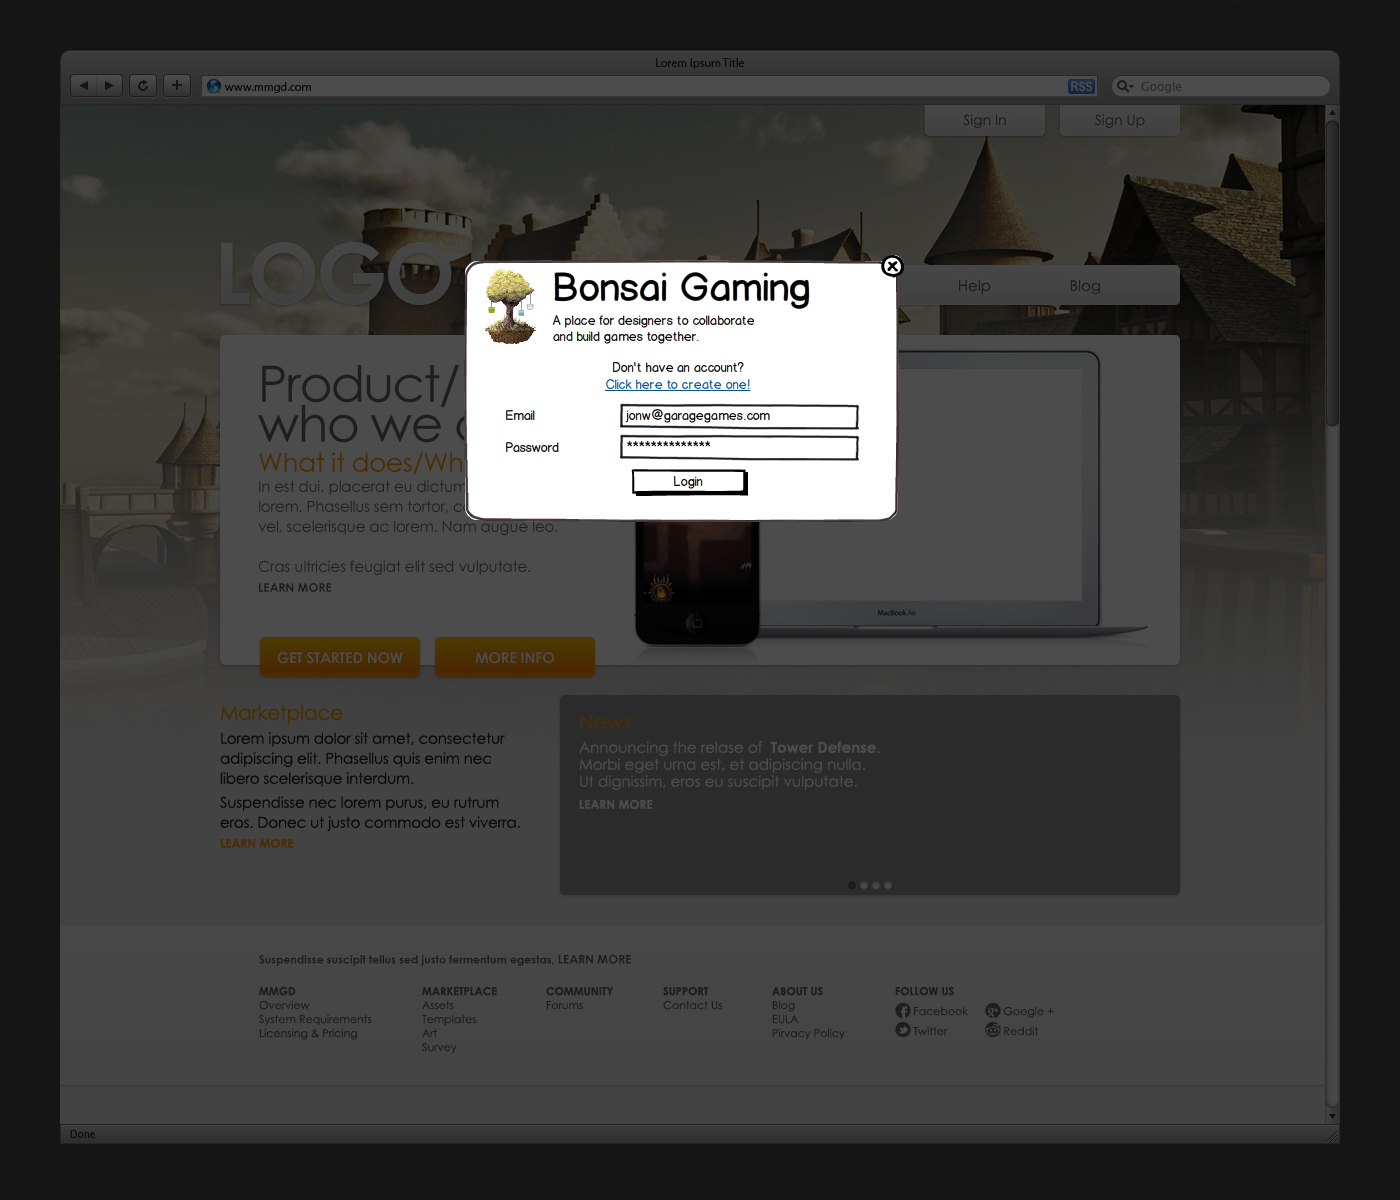 Lorem Ipsum Title
www.mmgd.com
RSS
Google
Sign In
Sign Up
LOGO
Help
Blog
Bonsai Gaming
A place for designers to collaborate
and build games together.
Don't have an account?
Click here to create one!
Email
jonw@garagegames.com
Password
**************
Login
Product/
who we
What it does/Wh
In est dui, placerat eu dictum
lorem. Phasellus sem tortor, c
vel, scelerisque ac lorem. Nam augue leo.
Cras ultricies feugiat elit sed vulputate.
LEARN MORE
MacBook Air
GET STARTED NOW
MORE INFO
Marketplace
Lorem ipsum dolor sit amet, consectetur
adipiscing elit. Phasellus quis enim nec
libero scelerisque interdum.
Suspendisse nec lorem purus, eu rutrum
eros. Donec ut justo commodo est viverra.
LEARN MORE
News
Announcing the relase of Tower Defense.
Morbi eget urna est, et adipiscing nulla.
Ut dignissim, eros eu suscipit vulputate.
LEARN MORE
Suspendisse suscipit tellus sed justo fermentum egestas, LEARN MORE
MMGD
Overview
System Requirements
Licensing & Pricing
MARKETPLACE
Assets
Templates
Art
Survey
COMMUNITY
Forums
SUPPORT
Contact Us
ABOUT US
Blog
EULA
Pirvacy Policy
FOLLOW US
Facebook
Google +
Twitter
Reddit
Done